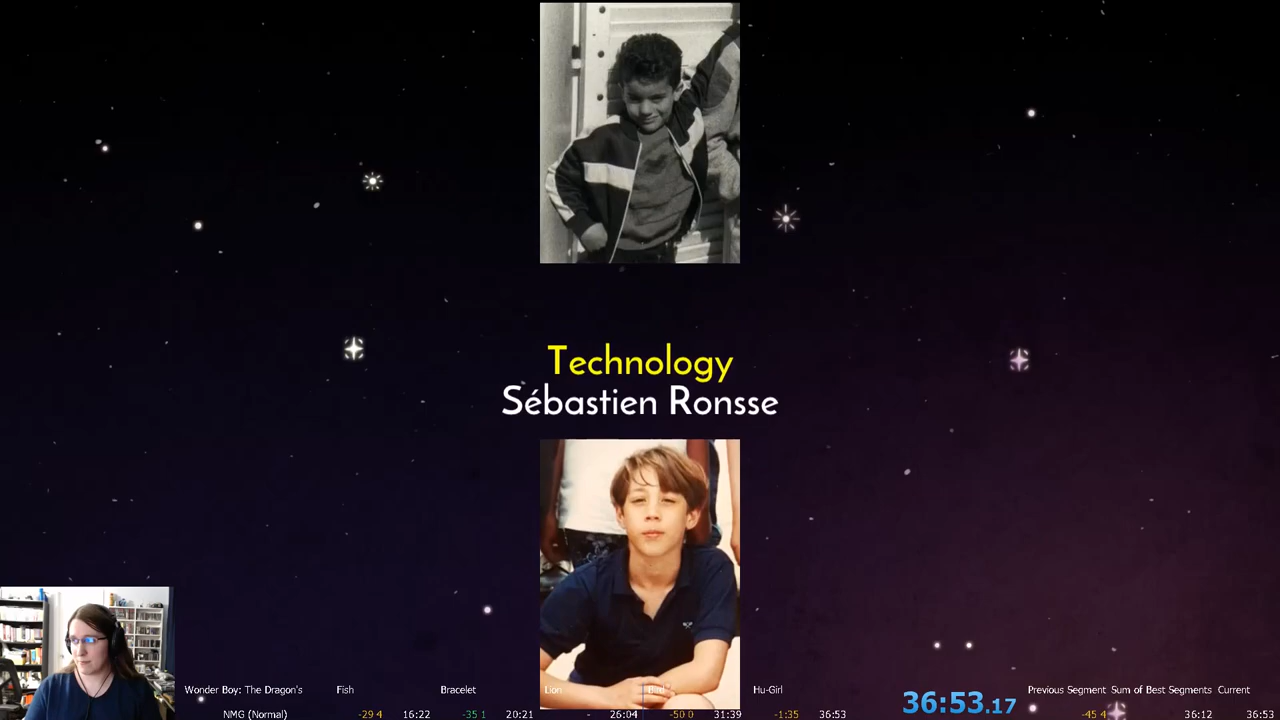 Technology
Sébastien Ronsse
Wonder Boy: The Dragon's Fish Bracelet Lion Bird Hu-Girl
36:53.17
Previous Segment Sum of Best Segments Current
NMG (Normal) -29 4 16:22 -35 1 20:21 - 26:04 -50 0 31:39 -1:35 36:53 -45 4 36:12 36:53